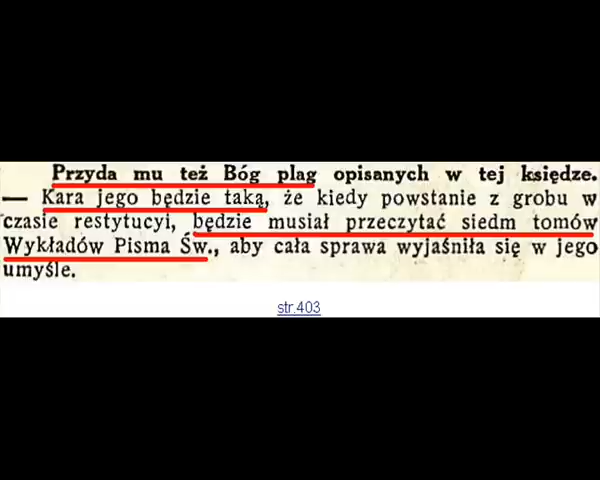 Przyda mu też Bóg plag opisanych w tej księdze.
— Kara jego będzie taką, że kiedy powstanie z grobu w
czasie restytucyi, będzie musiał przeczytać siedm tomów
Wykładów Pisma Św., aby cała sprawa wyjaśniła się w jego
umyśle.
str.403